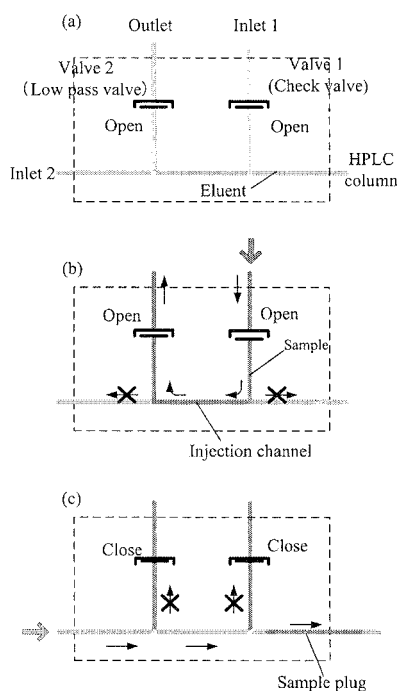 (a)
Outlet
Inlet 1
Valve 2
(Low pass valve)
Valve 1
(Check valve)
Open
Open
Inlet 2
Eluent
HPLC
column
(b)
Open
Open
Sample
Injection channel
(c)
Close
Close
Sample plug